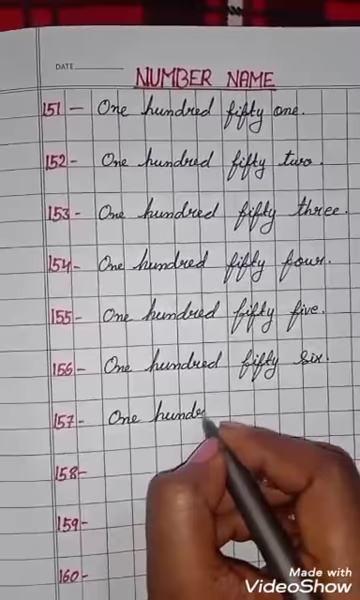 DATE
NUMBER NAME
151 - One hundred fifty one.
152 - One hundred fifty two.
153 - One hundred fifty three.
154 - One hundred fifty four.
155 - One hundred fifty five.
156 - One hundred fifty six.
157 - One hundr
158 -
159 -
160 -
Made with
VideoShow